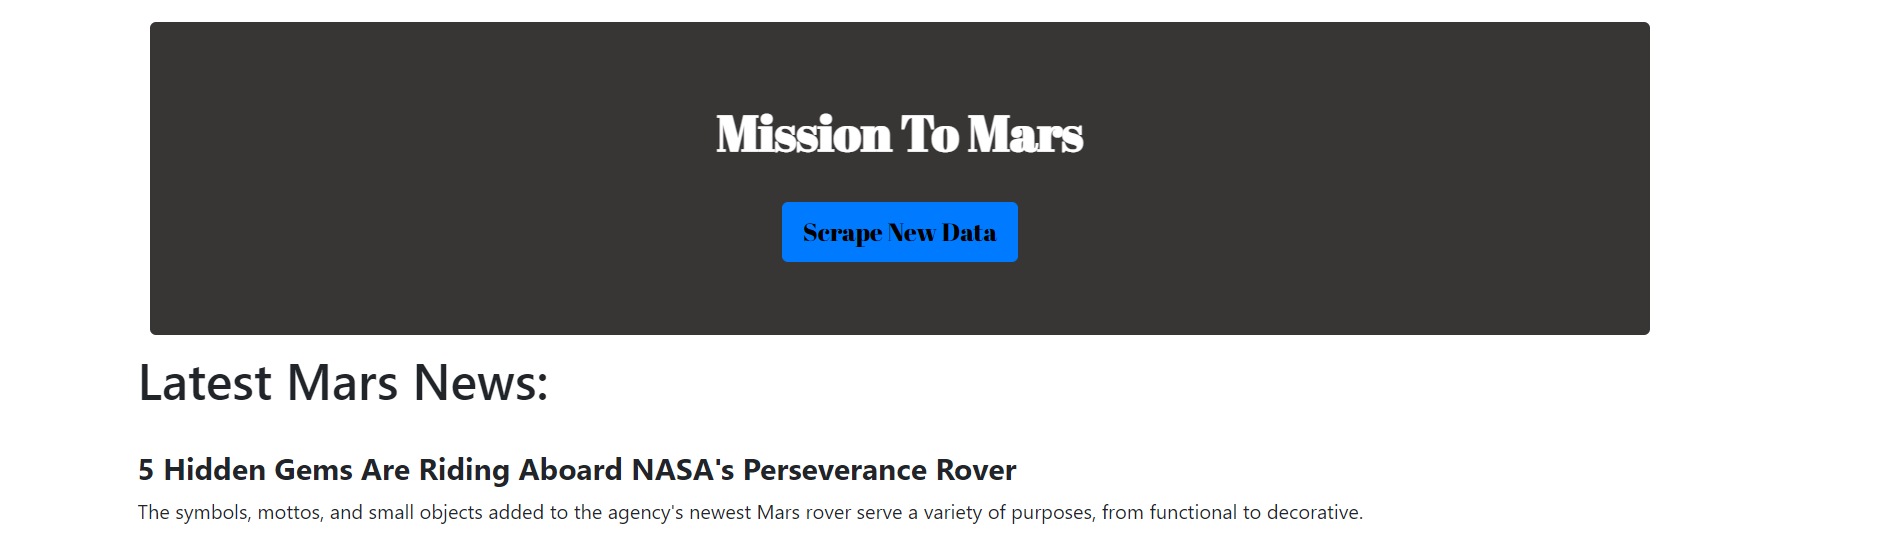 Mission To Mars
Scrape New Data
Latest Mars News:
5 Hidden Gems Are Riding Aboard NASA's Perseverance Rover
The symbols, mottos, and small objects added to the agency's newest Mars rover serve a variety of purposes, from functional to decorative.